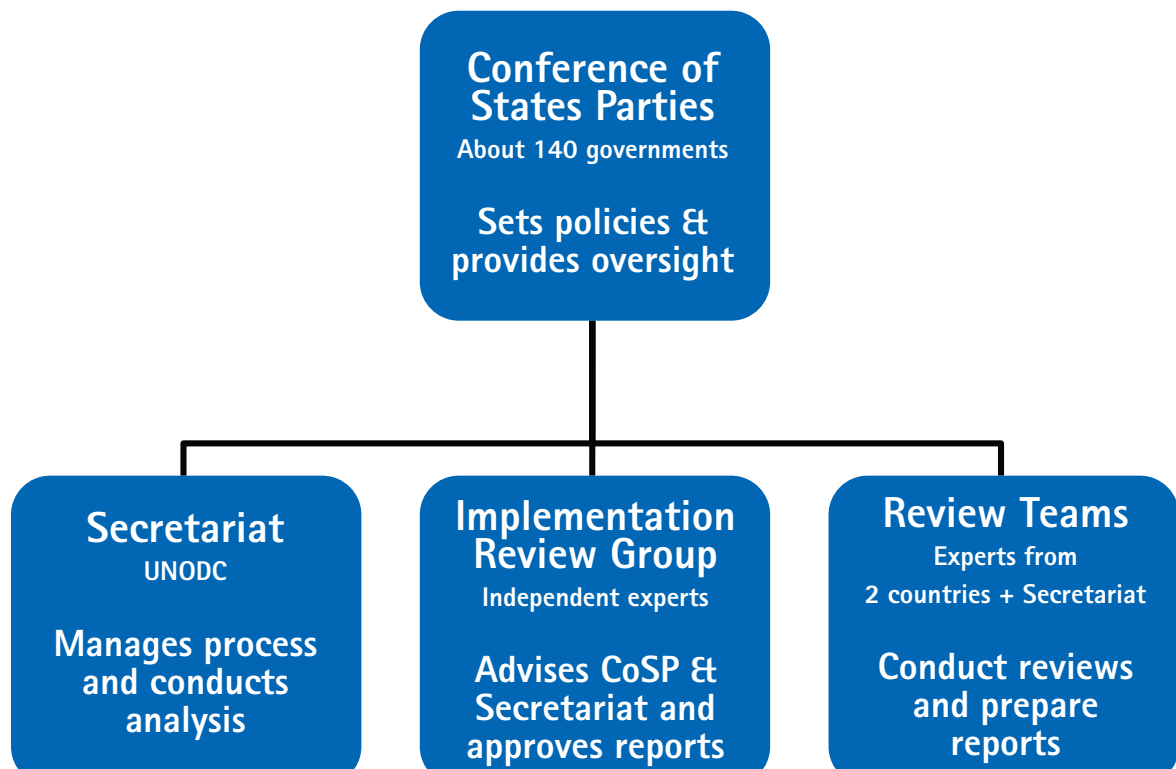 Conference of
States Parties
About 140 governments
Sets policies &
provides oversight
Secretariat
UNODC
Manages process
and conducts
analysis
Implementation
Review Group
Independent experts
Advises CoSP &
Secretariat and
approves reports
Review Teams
Experts from
2 countries + Secretariat
Conduct reviews
and prepare
reports